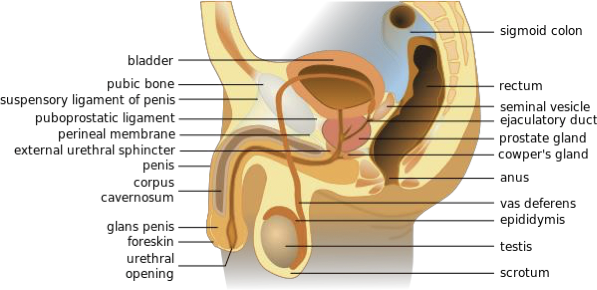 bladder
pubic bone
suspensory ligament of penis
puboprostatic ligament
perineal membrane
external urethral sphincter
penis
corpus
cavernosum
glans penis
foreskin
urethral
opening
sigmoid colon
rectum
seminal vesicle
ejaculatory duct
prostate gland
cowper's gland
anus
vas deferens
epididymis
testis
scrotum